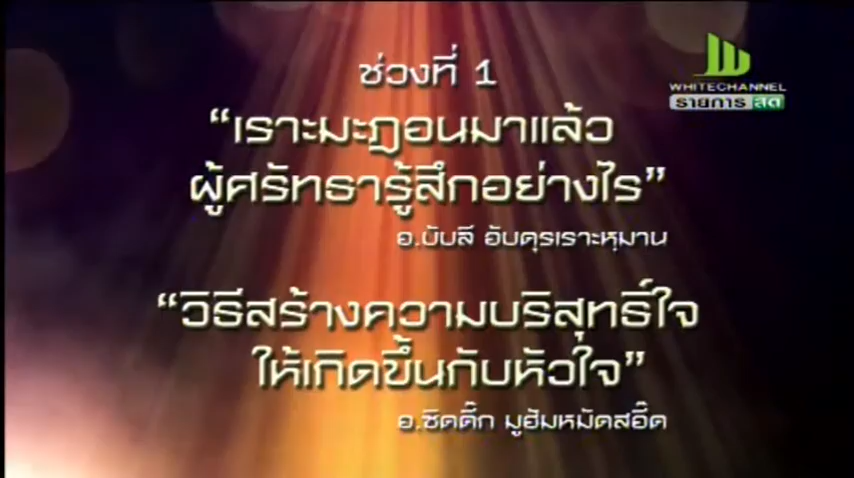 ช่วงที่ 1
WHITECHANNEL
รายการ สด
“เราะมะฎอนมาแล้ว
ผู้ศรัทธารู้สึกอย่างไร”
อ.บับลี อับดุรเราะหฺมาน
“วิธีสร้างความบริสุทธิ์ใจ
ให้เกิดขึ้นกับหัวใจ”
อ.ซิดดิ๊ก มูฮัมหมัดสอี๊ด